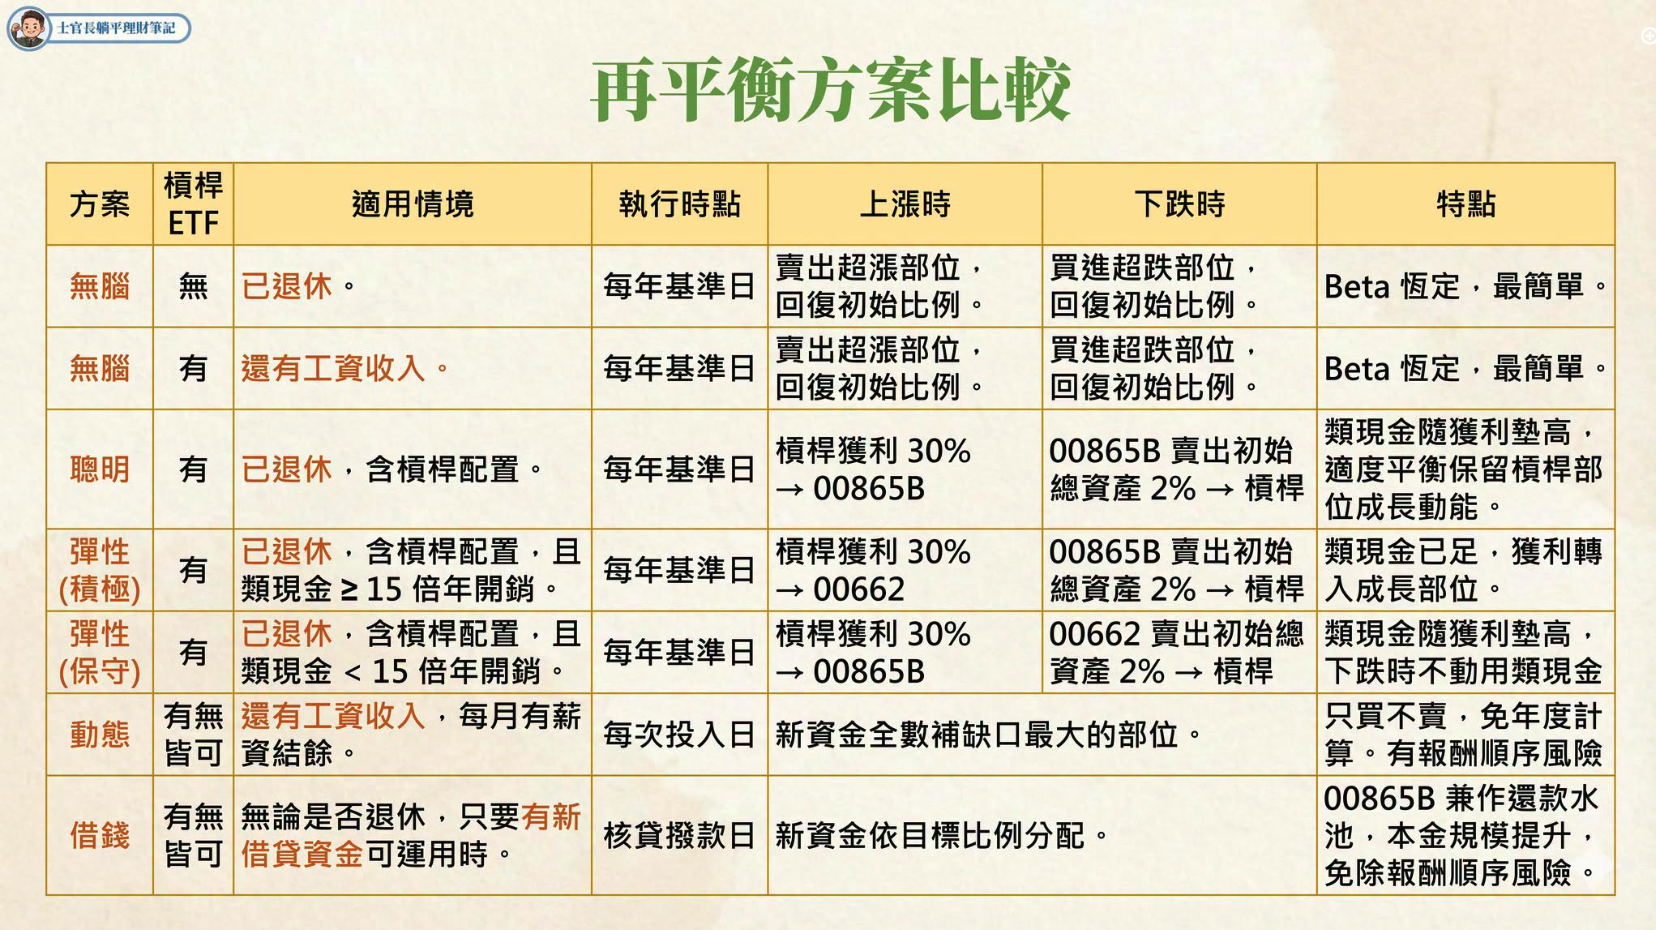 士官長躺平理財筆記
再平衡方案比較
方案
槓桿
ETF
適用情境
執行時點
上漲時
下跌時
特點
無腦
無
已退休。
每年基準日
賣出超漲部位，
回復初始比例。
買進超跌部位，
回復初始比例。
Beta 恆定，最簡單。
無腦
有
還有工資收入。
每年基準日
賣出超漲部位，
回復初始比例。
買進超跌部位，
回復初始比例。
Beta 恆定，最簡單。
聰明
有
已退休，含槓桿配置。
每年基準日
槓桿獲利 30%
→ 00865B
00865B 賣出初始
總資產 2% → 槓桿
類現金隨獲利墊高，
適度平衡保留槓桿部
位成長動能。
彈性
(積極)
有
已退休，含槓桿配置，且
類現金 ≥ 15 倍年開銷。
每年基準日
槓桿獲利 30%
→ 00662
00865B 賣出初始
總資產 2% → 槓桿
類現金已足，獲利轉
入成長部位。
彈性
(保守)
有
已退休，含槓桿配置，且
類現金 < 15 倍年開銷。
每年基準日
槓桿獲利 30%
→ 00865B
00662 賣出初始總
資產 2% → 槓桿
類現金隨獲利墊高，
下跌時不動用類現金
動態
有無
皆可
還有工資收入，每月有薪
資結餘。
每次投入日
新資金全數補缺口最大的部位。
只買不賣，免年度計
算。有報酬順序風險
借錢
有無
皆可
無論是否退休，只要有新
借貸資金可運用時。
核貸撥款日
新資金依目標比例分配。
00865B 兼作還款水
池，本金規模提升，
免除報酬順序風險。